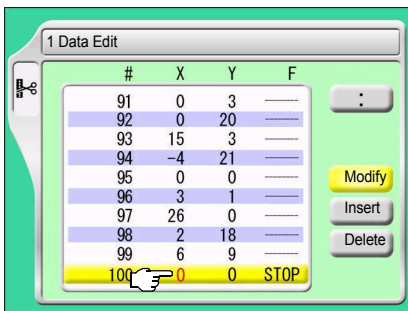 1 Data Edit
# X Y F
91 0 3 --------
92 0 20 --------
93 15 3 --------
94 -4 21 --------
95 0 0 --------
96 3 1 --------
97 26 0 --------
98 2 18 --------
99 6 9 --------
100 0 0 STOP
:
Modify
Insert
Delete